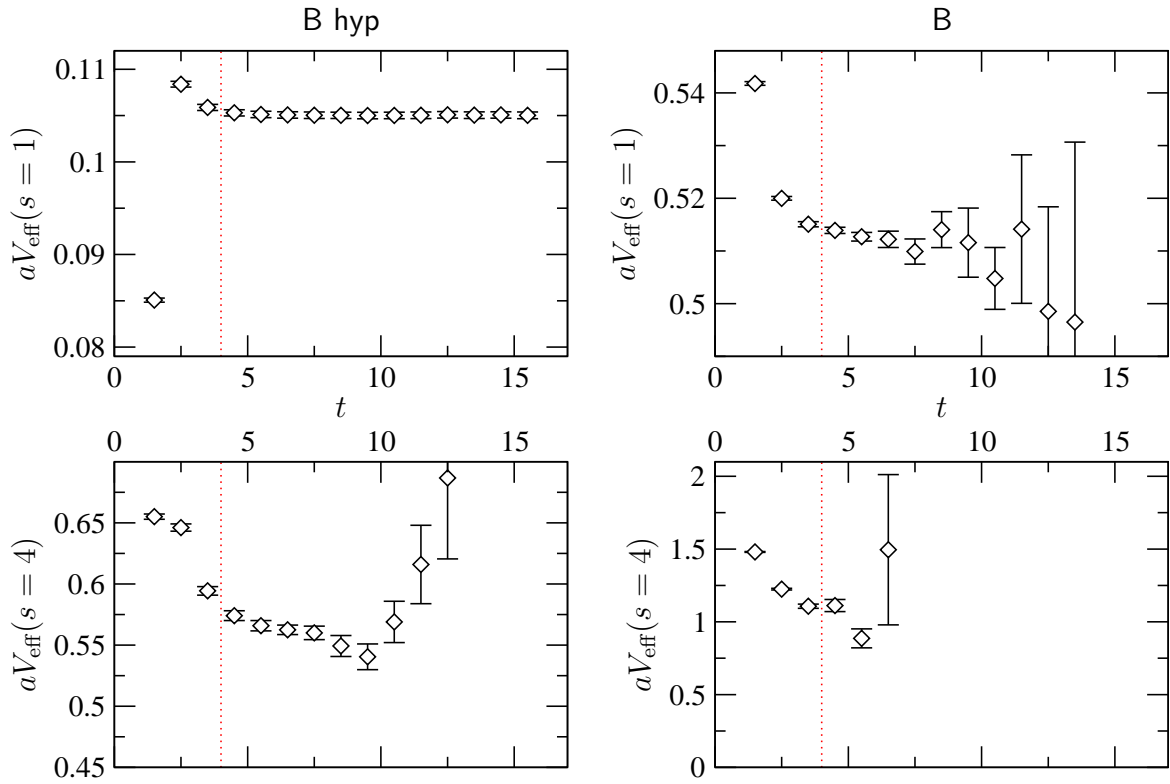 B hyp
B
0.11
0.1
0.09
0.08
aV_eff(s = 1)
0 5 10 15
t
0.54
0.52
0.5
aV_eff(s = 1)
0 5 10 15
t
0 5 10 15
0.65
0.6
0.55
0.5
0.45
aV_eff(s = 4)
0 5 10 15
2
1.5
1
0.5
0
aV_eff(s = 4)